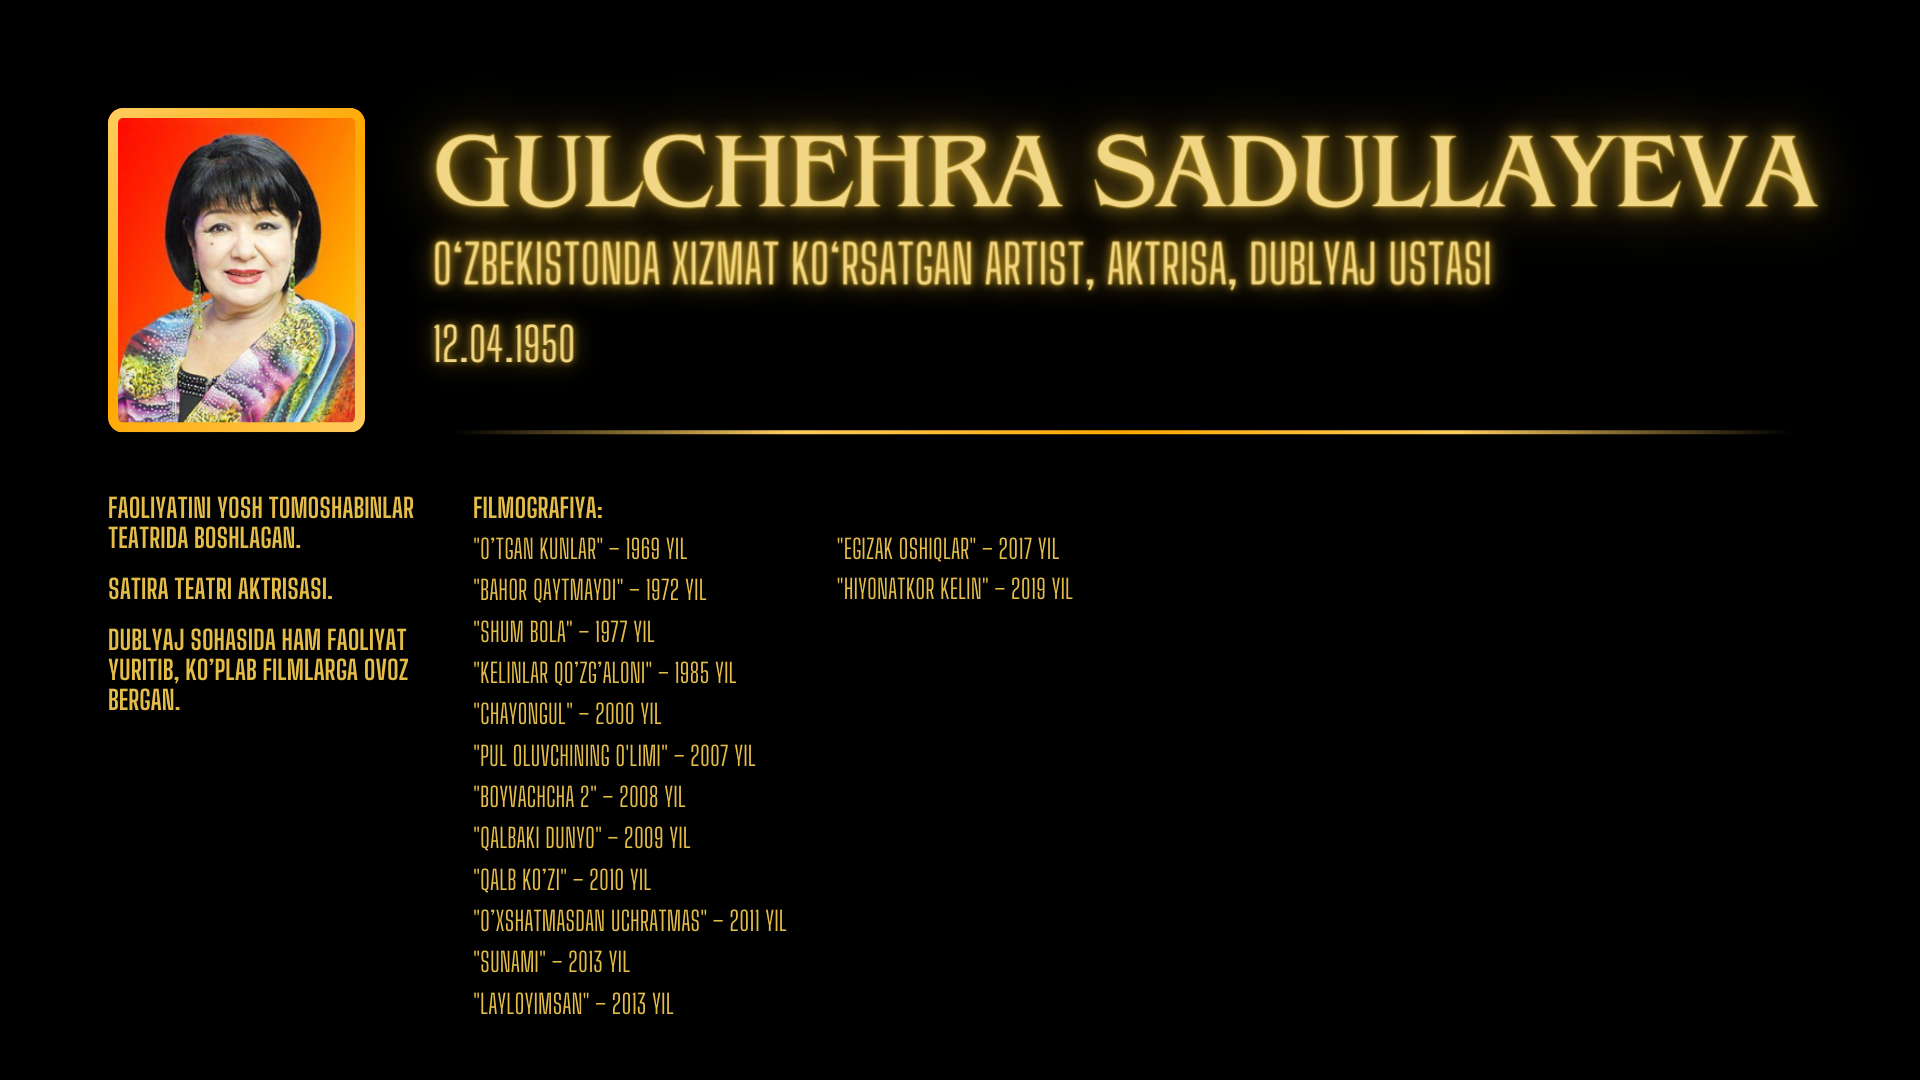 GULCHEHRA SADULLAYEVA
O‘ZBEKISTONDA XIZMAT KO‘RSATGAN ARTIST, AKTRISA, DUBLYAJ USTASI
12.04.1950
FAOLIYATINI YOSH TOMOSHABINLAR
TEATRIDA BOSHLAGAN.
SATIRA TEATRI AKTRISASI.
DUBLYAJ SOHASIDA HAM FAOLIYAT
YURITIB, KO’PLAB FILMLARGA OVOZ
BERGAN.
FILMOGRAFIYA:
"O’TGAN KUNLAR" – 1969 YIL
"BAHOR QAYTMAYDI" – 1972 YIL
"SHUM BOLA" – 1977 YIL
"KELINLAR QO’ZG’ALONI" – 1985 YIL
"CHAYONGUL" – 2000 YIL
"PUL OLUVCHINING O'LIMI" – 2007 YIL
"BOYVACHCHA 2" – 2008 YIL
"QALBAKI DUNYO" – 2009 YIL
"QALB KO’ZI" – 2010 YIL
"O’XSHATMASDAN UCHRATMAS" – 2011 YIL
"SUNAMI" – 2013 YIL
"LAYLOYIMSAN" – 2013 YIL
"EGIZAK OSHIQLAR" – 2017 YIL
"HIYONATKOR KELIN" – 2019 YIL